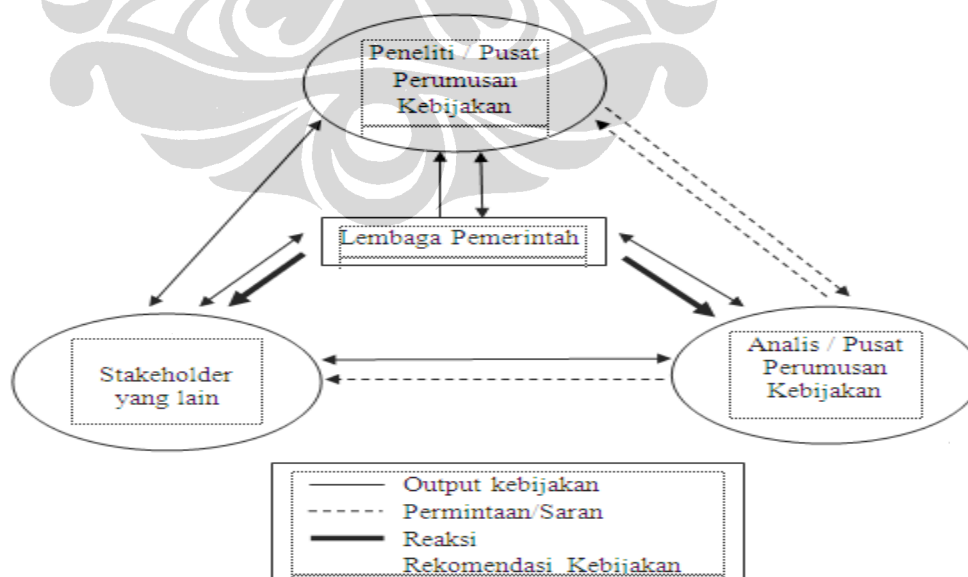 Peneliti / Pusat
Perumusan
Kebijakan
Lembaga Pemerintah
Stakeholder
yang lain
Analis / Pusat
Perumusan
Kebijakan
Output kebijakan
Permintaan/Saran
Reaksi
Rekomendasi Kebijakan